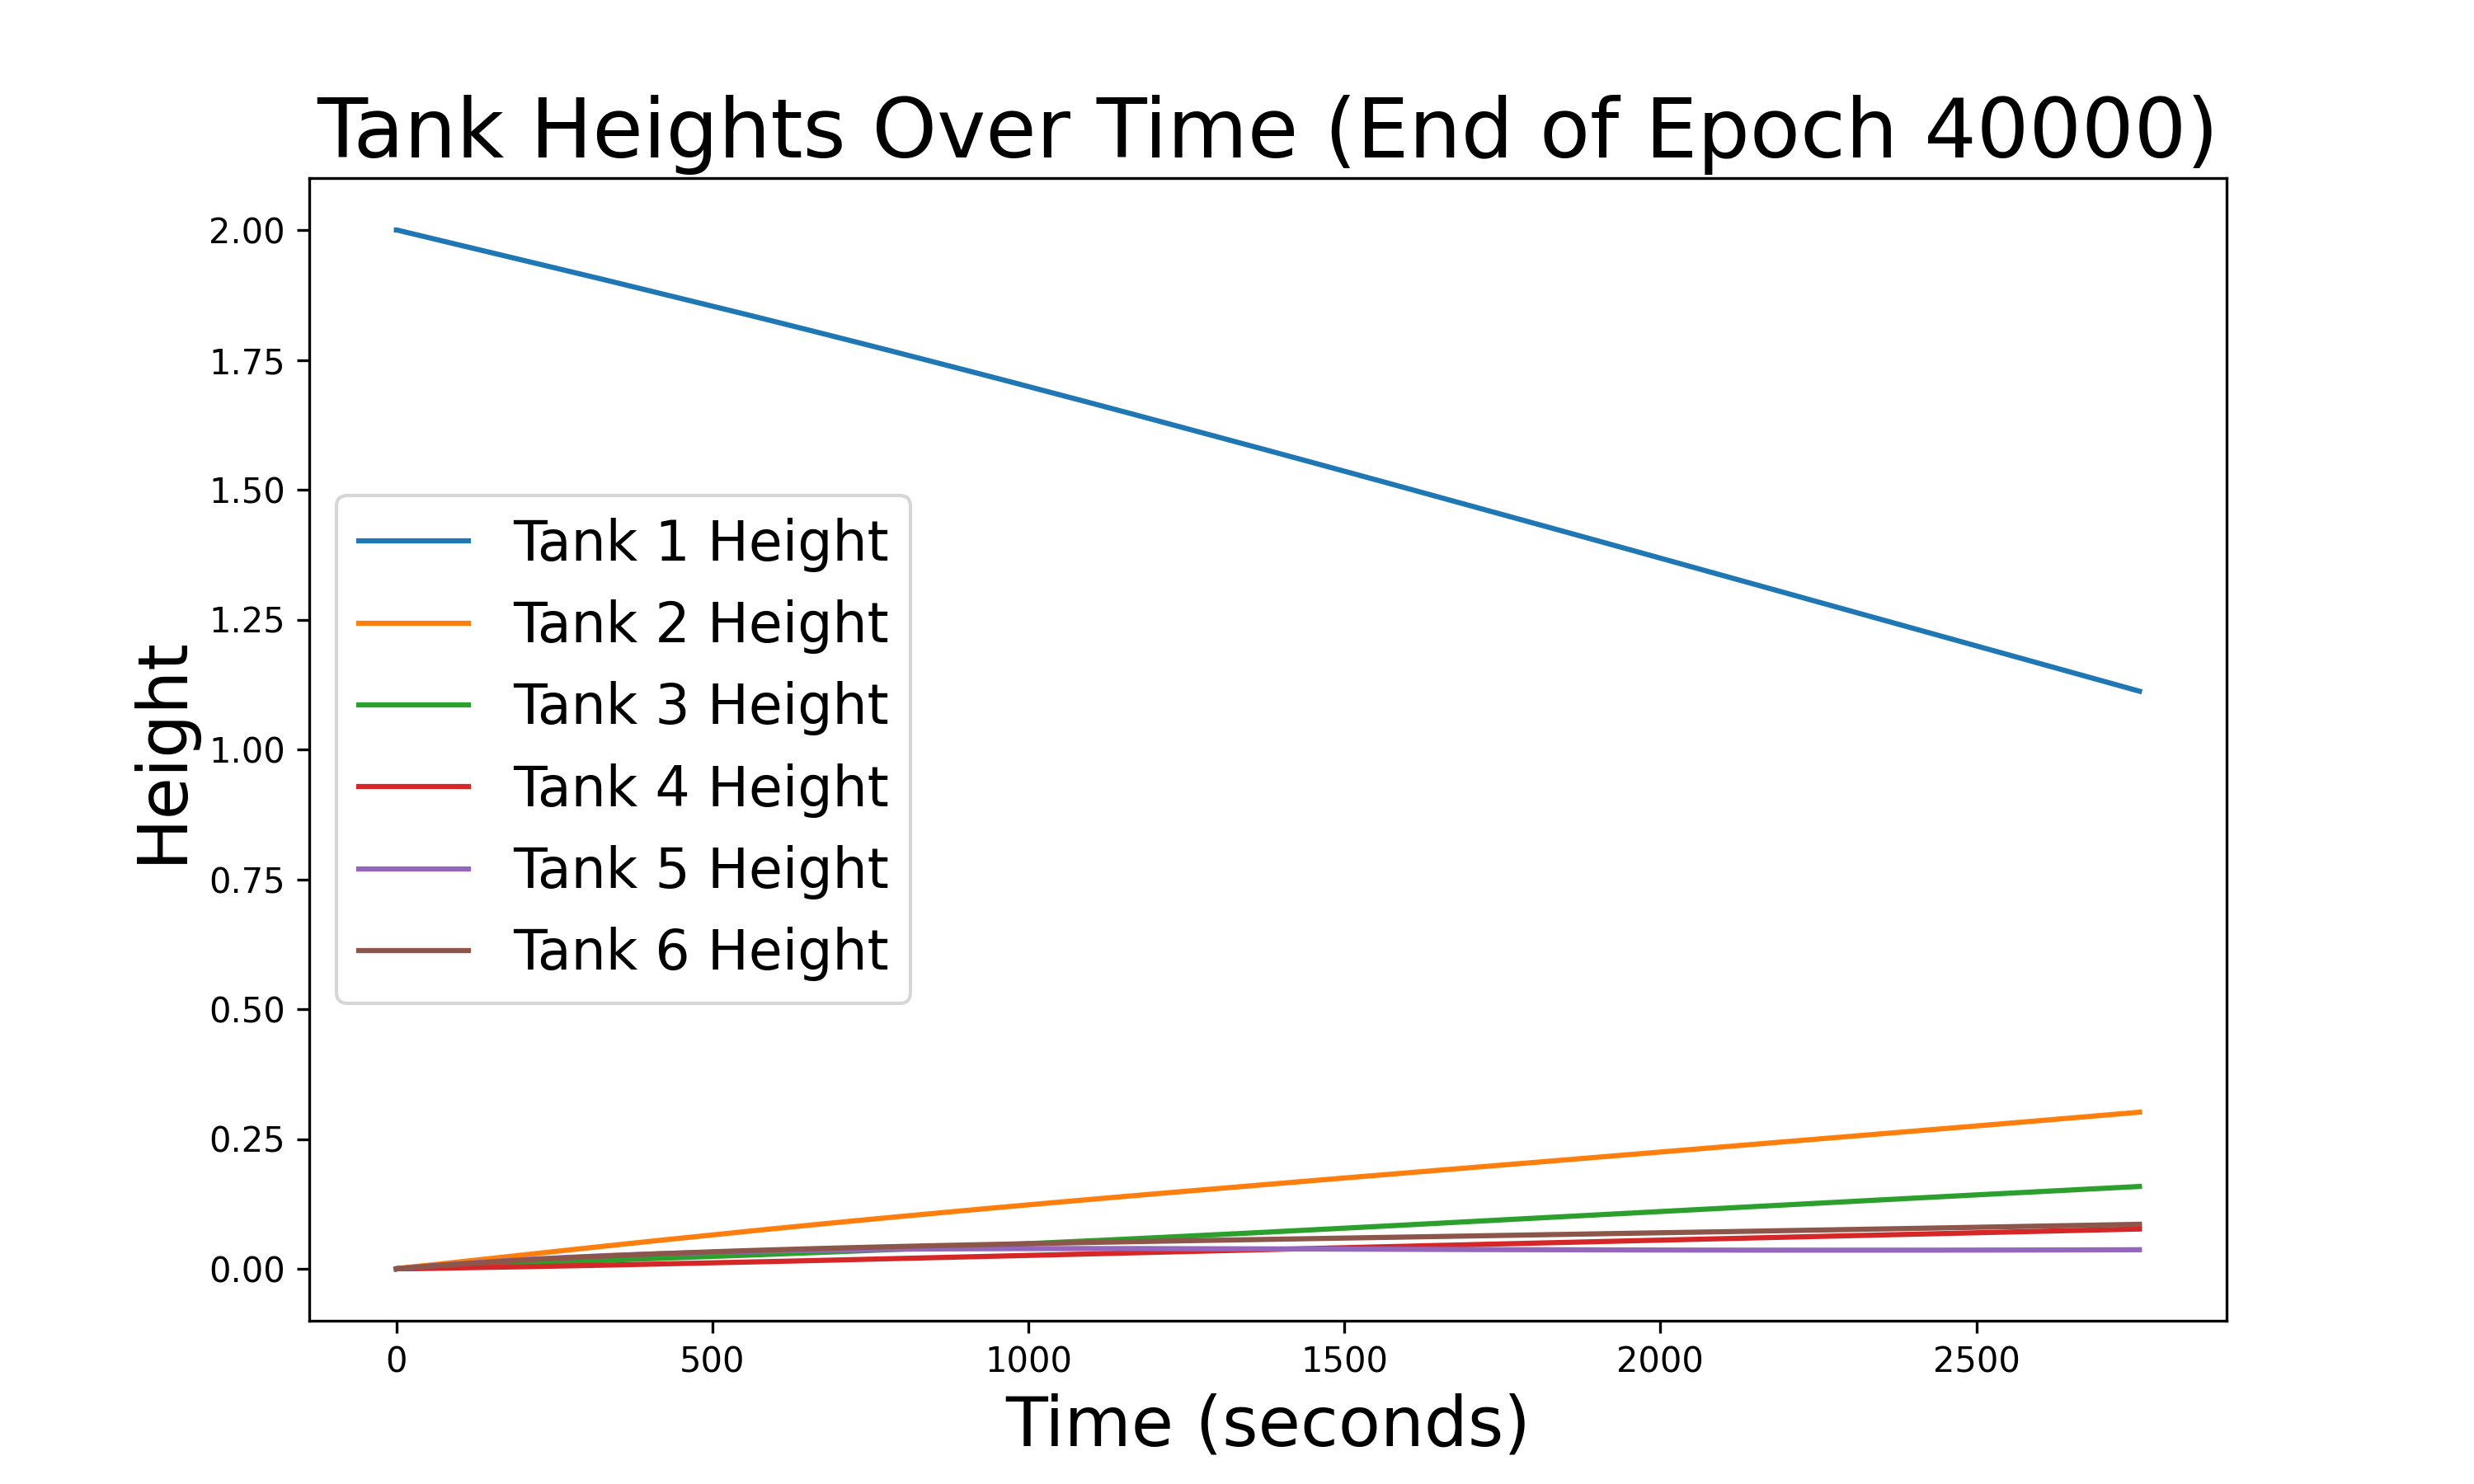 Tank Heights Over Time (End of Epoch 40000)
Height
2.00
1.75
1.50
1.25
1.00
0.75
0.50
0.25
0.00
Tank 1 Height
Tank 2 Height
Tank 3 Height
Tank 4 Height
Tank 5 Height
Tank 6 Height
0 500 1000 1500 2000 2500
Time (seconds)